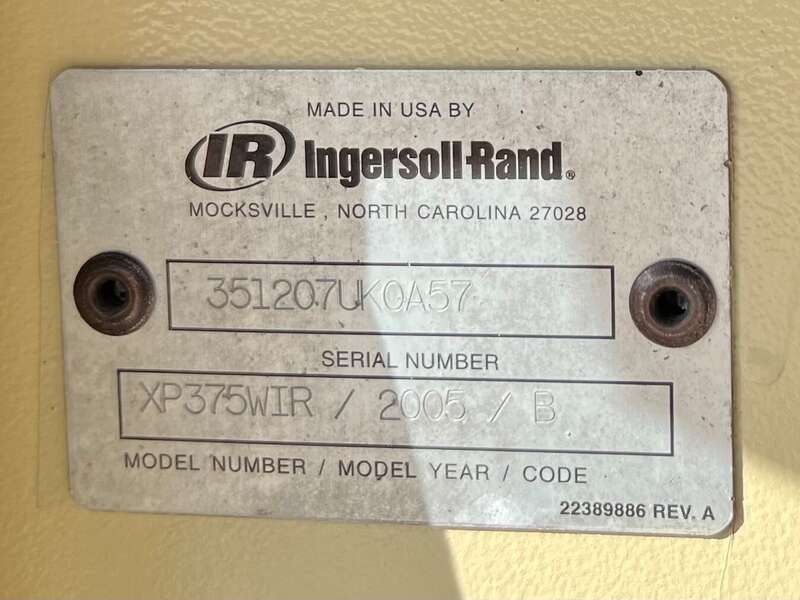 MADE IN USA BY
IR Ingersoll-Rand®
MOCKSVILLE , NORTH CAROLINA 27028
351207UK0A57
SERIAL NUMBER
XP375WIR / 2005 / B
MODEL NUMBER / MODEL YEAR / CODE
22389886 REV. A